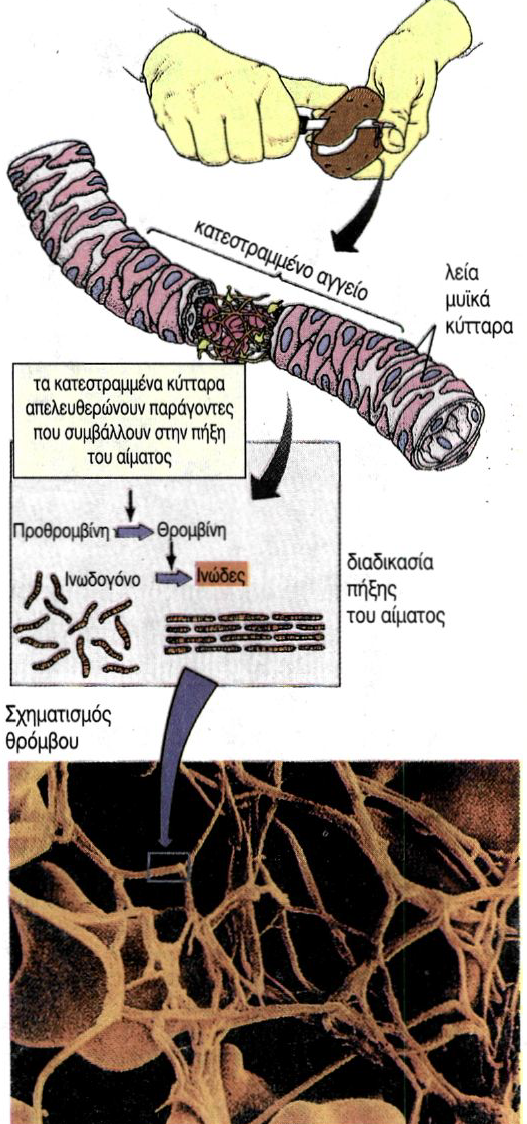 κατεστραμμένο αγγείο
λεία
μυϊκά
κύτταρα
τα κατεστραμμένα κύτταρα
απελευθερώνουν παράγοντες
που συμβάλλουν στην πήξη
του αίματος
Προθρομβίνη
Θρομβίνη
Ινωδογόνο
Ινώδες
διαδικασία
πήξης
του αίματος
Σχηματισμός
θρόμβου